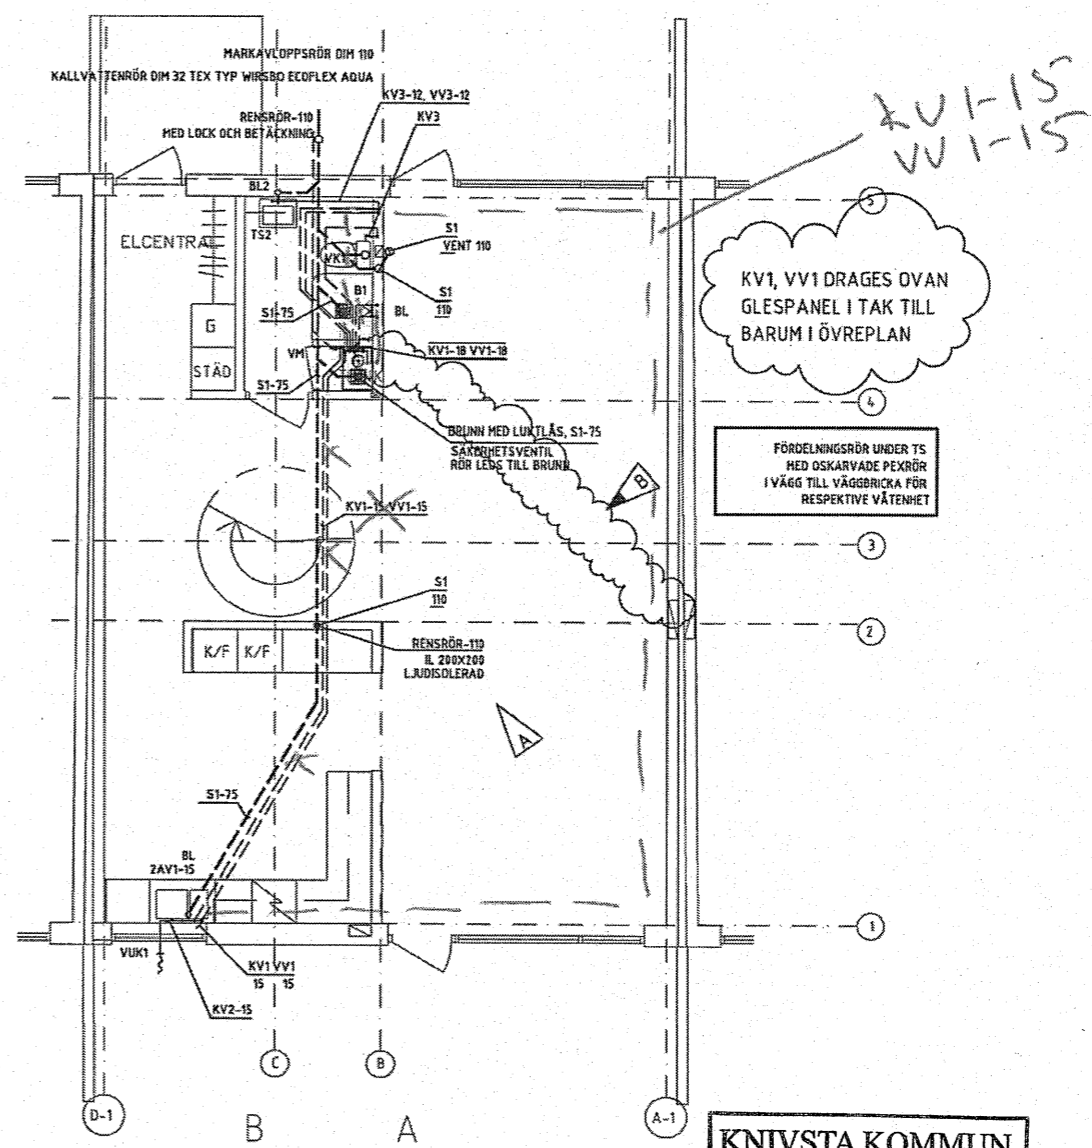 MARKAVLOPPSRÖR DIM 110
KALLVATTENRÖR DIM 32 TEX TYP WIRSBO ECOFLEX AQUA
KV3-12, VV3-12
KV3
RENSRÖR-110
MED LOCK OCH BETÄCKNING
KV1-15
VV1-15
BL2
5
ELCENTRAL
TS2
S1
VENT 110
VK1
S1
110
KV1, VV1 DRAGES OVAN
GLESPANEL I TAK TILL
BARUM I ÖVREPLAN
B1
S1-75
BL
G
VM
KV1-18 VV1-18
STÄD
S1-75
4
BRUNN MED LUKTLÅS, S1-75
SÄKERHETSVENTIL
RÖR LEDS TILL BRUNN
FÖRDELNINGSRÖR UNDER TS
MED OSKARVADE PEXRÖR
I VÄGG TILL VÄGGBRICKA FÖR
RESPEKTIVE VÅTENHET
B
KV1-15 VV1-15
3
S1
110
2
K/F K/F
RENSRÖR-110
IL 200X200
LJUDISOLERAD
A
S1-75
BL
2AV1-15
1
VUK1
KV1 VV1
15 15
KV2-15
C
B
D-1
A-1
B
A
KNIVSTA KOMMUN